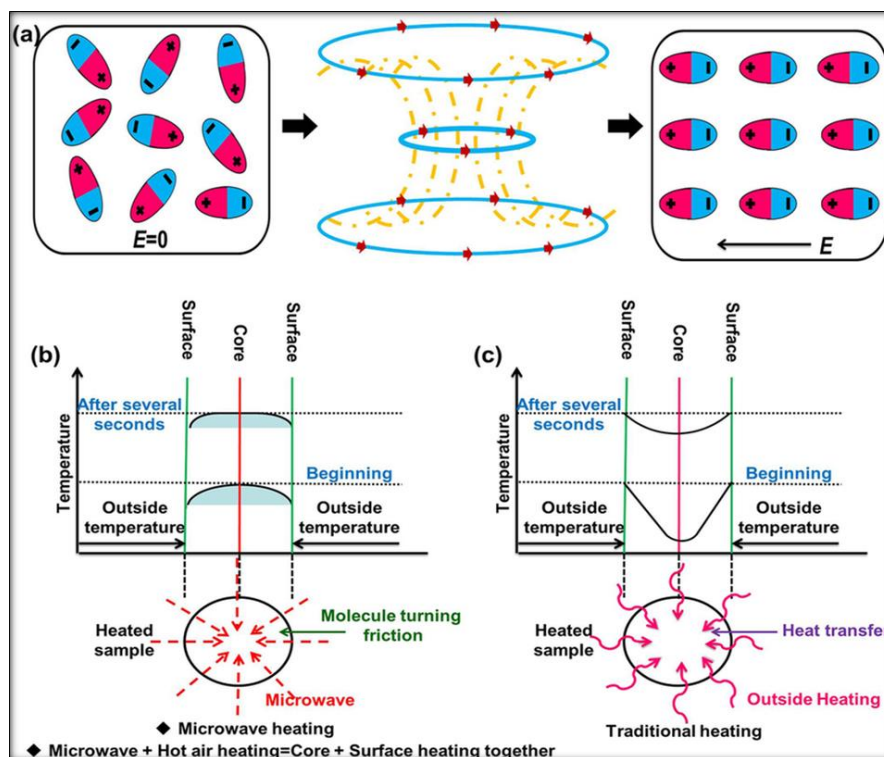 (a)
E=0
E
(b)
Surface
Core
Surface
Temperature
After several
seconds
Beginning
Outside
temperature
Outside
temperature
Heated
sample
Molecule turning
friction
Microwave
◆ Microwave heating
◆ Microwave + Hot air heating=Core + Surface heating together
(c)
Surface
Core
Surface
Temperature
After several
seconds
Beginning
Outside
temperature
Outside
temperature
Heated
sample
Heat transfer
Outside Heating
Traditional heating